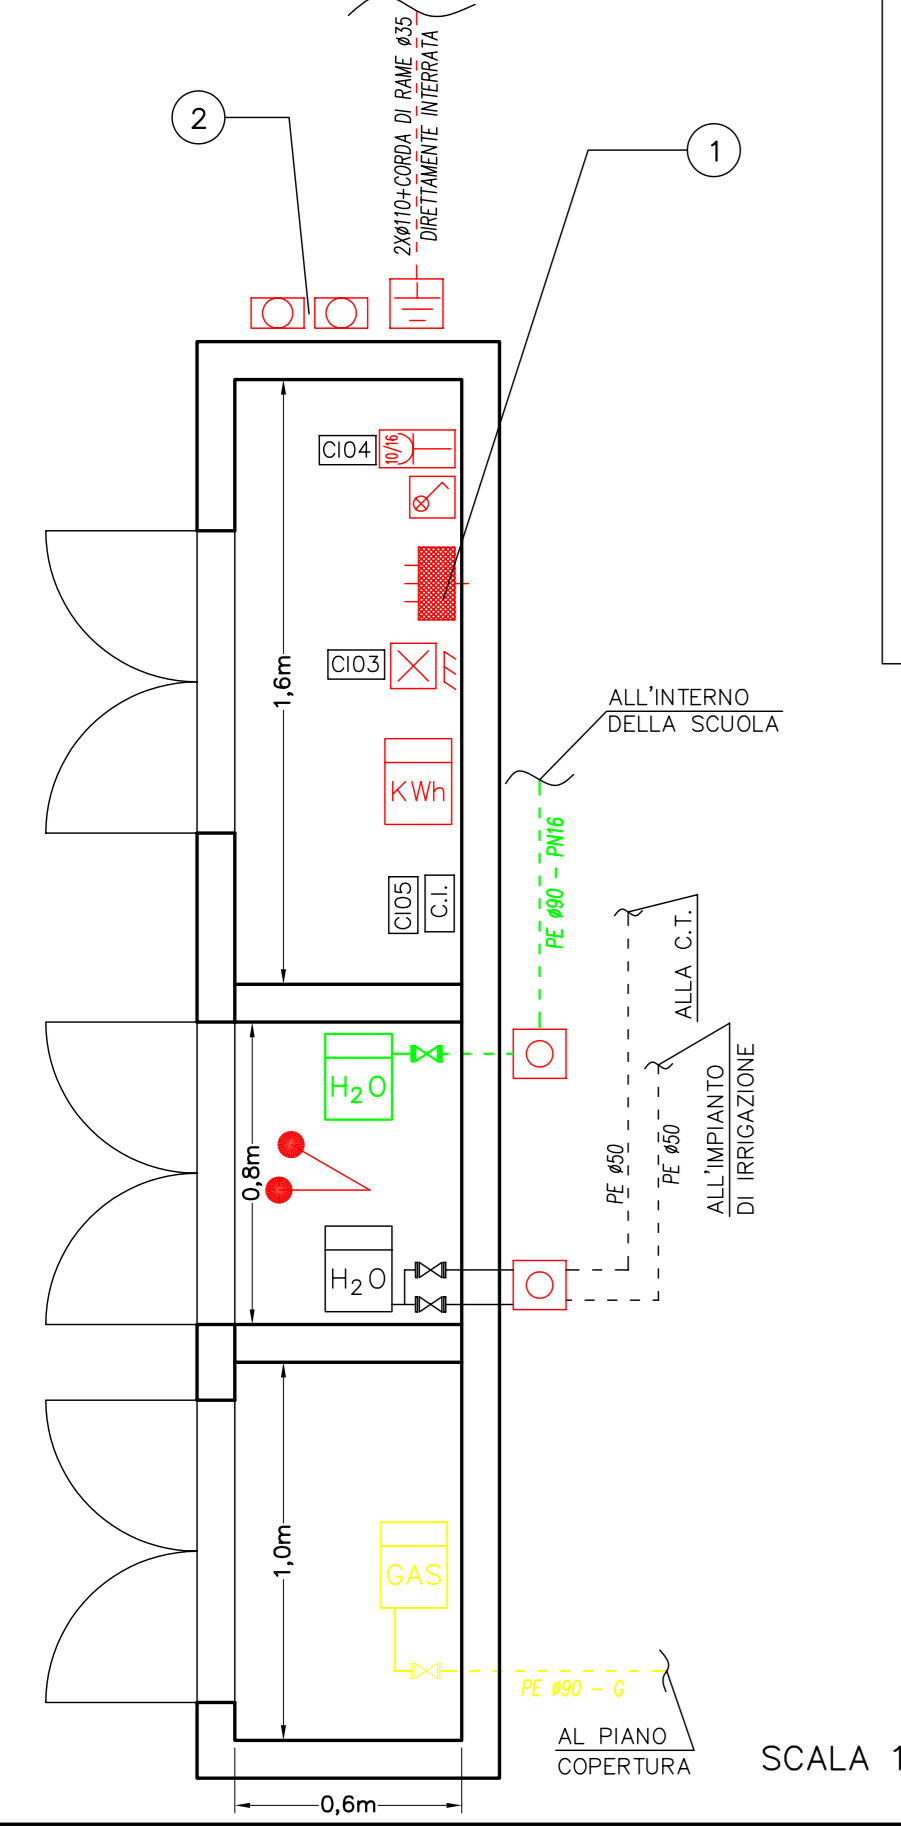 2Xø110+CORDA DI RAME ø35
DIRETTAMENTE INTERRATA
2
1
CI04
10/16
1,6m
CI03
KWh
ALL'INTERNO
DELLA SCUOLA
PE ø90 - PN16
CI05
C.I.
ALLA C.T.
H2O
0,8m
PE ø50
PE ø50
ALL'IMPIANTO
DI IRRIGAZIONE
H2O
1,0m
GAS
PE ø90 - G
AL PIANO
COPERTURA
SCALA 1
0,6m